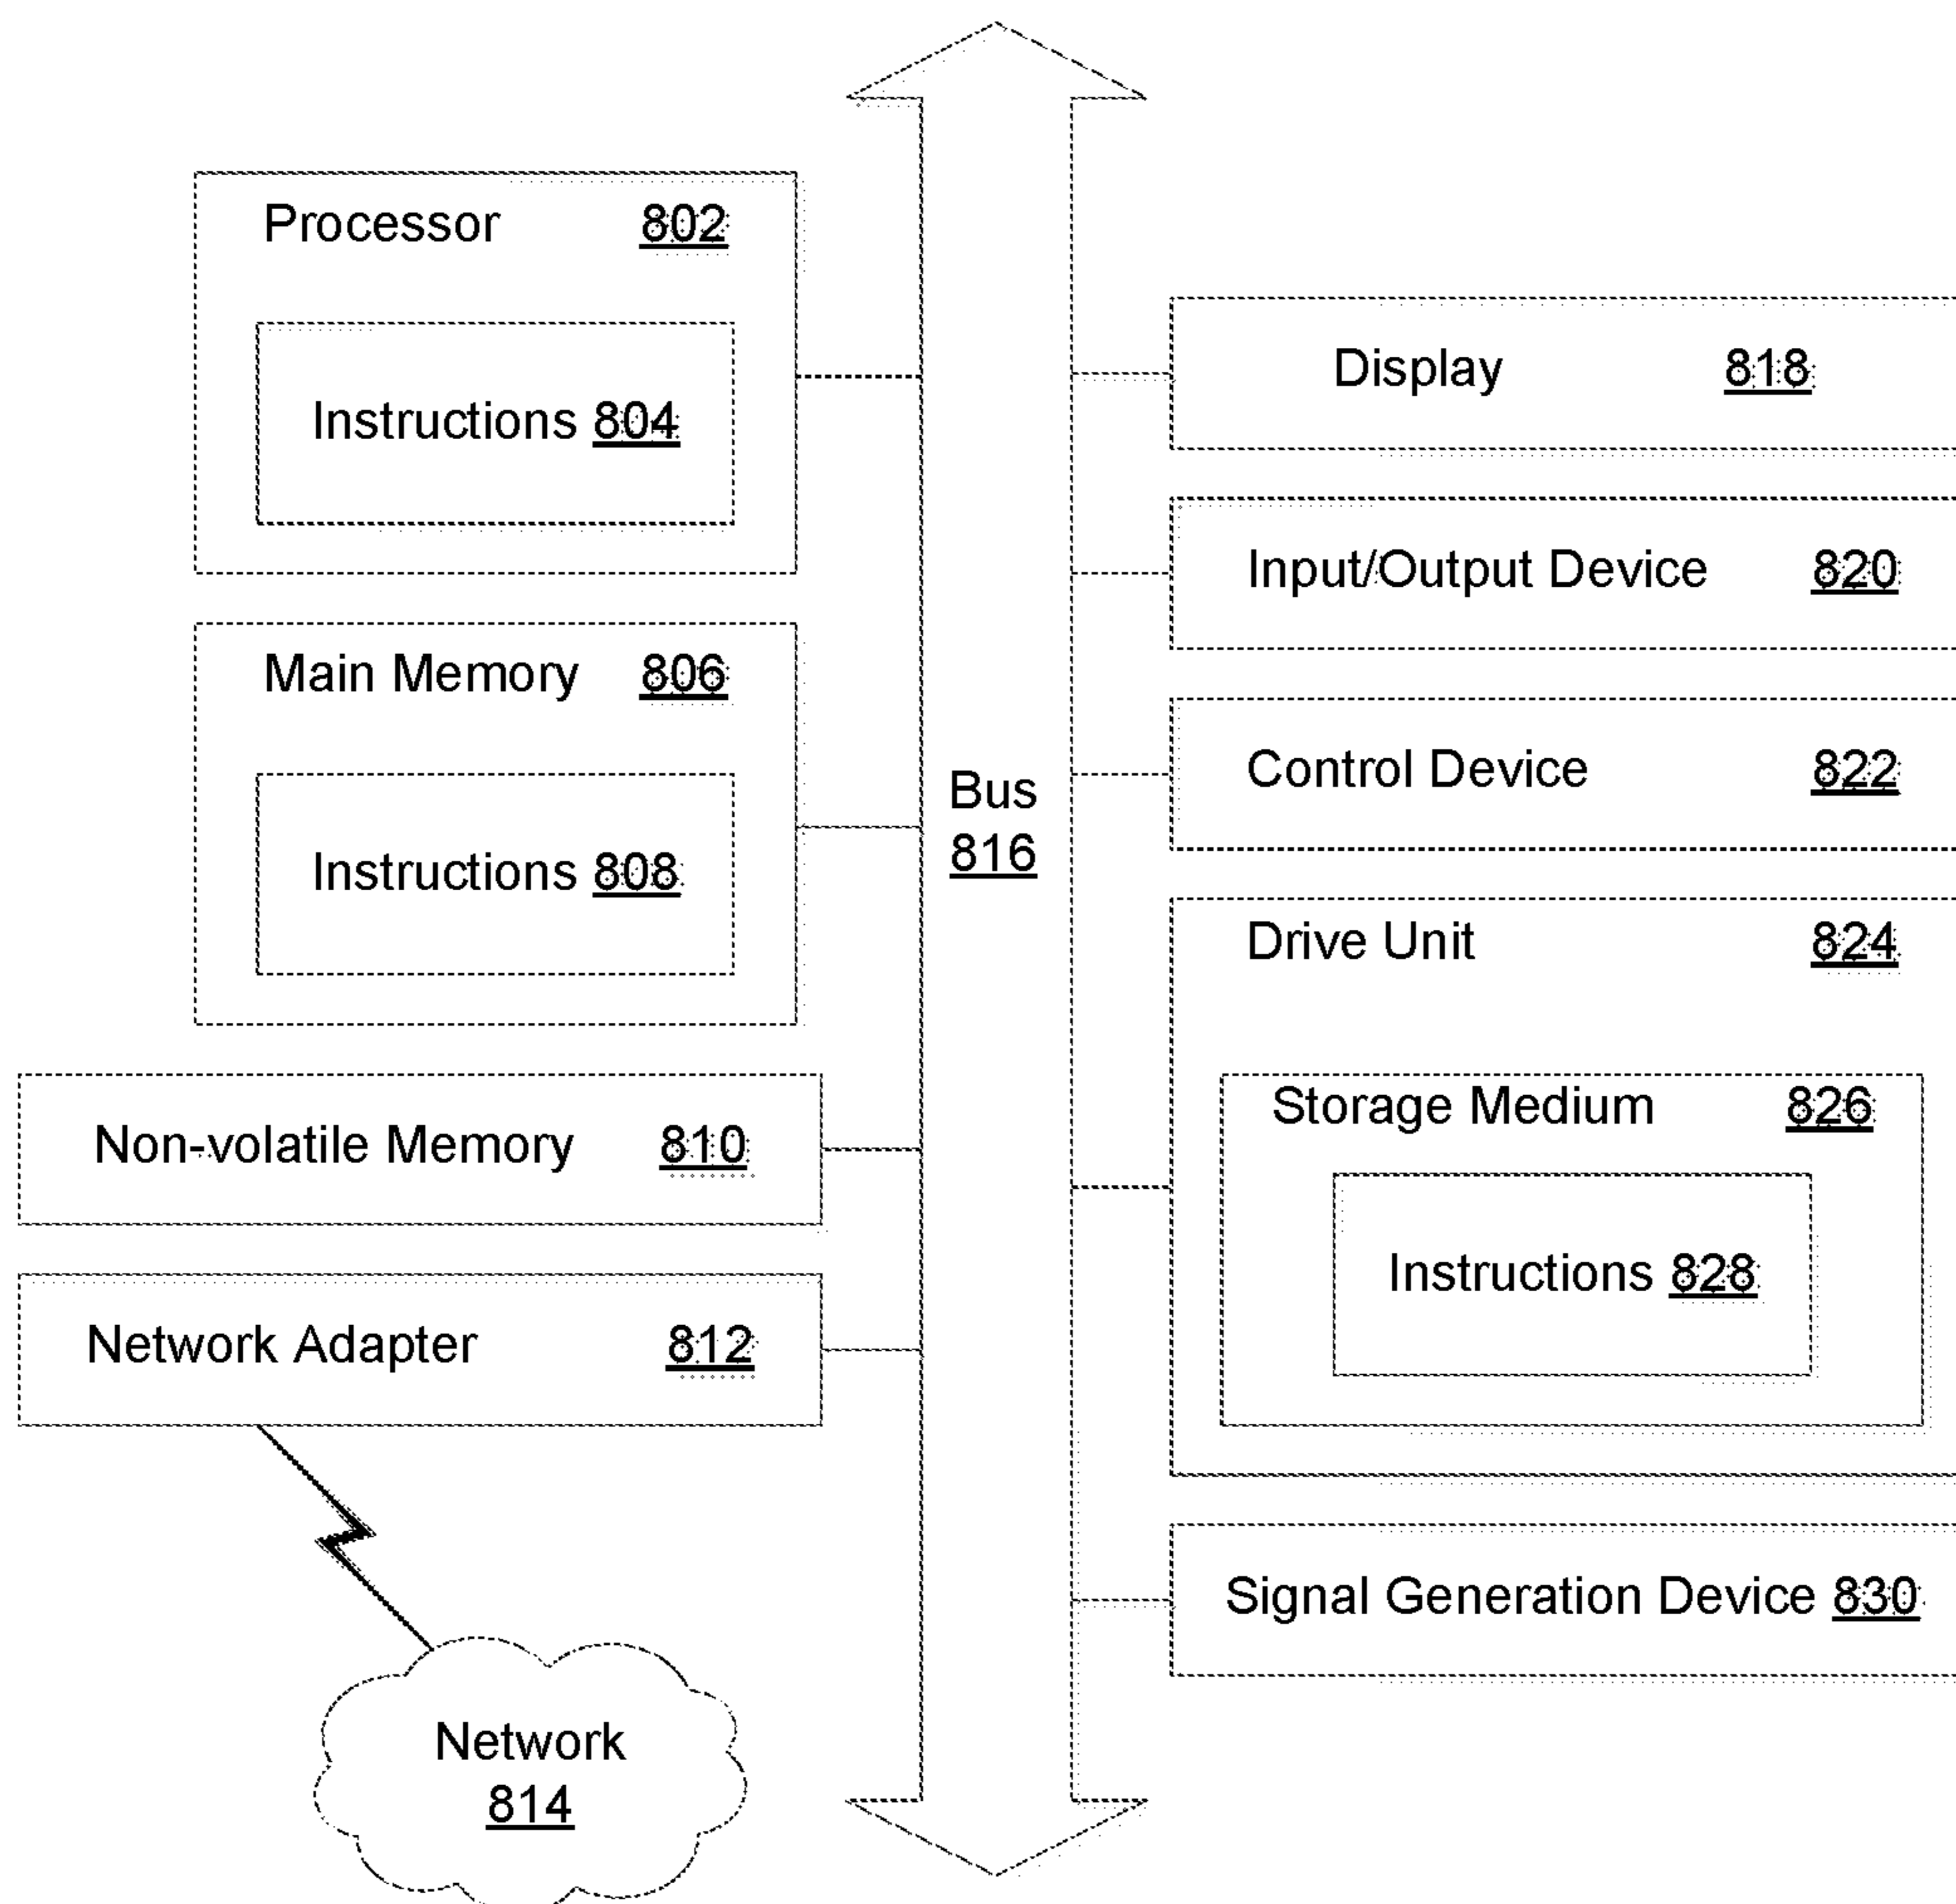 Processor 802
Instructions 804
Main Memory 806
Instructions 808
Non-volatile Memory 810
Network Adapter 812
Network
814
Bus
816
Display 818
Input/Output Device 820
Control Device 822
Drive Unit 824
Storage Medium 826
Instructions 828
Signal Generation Device 830